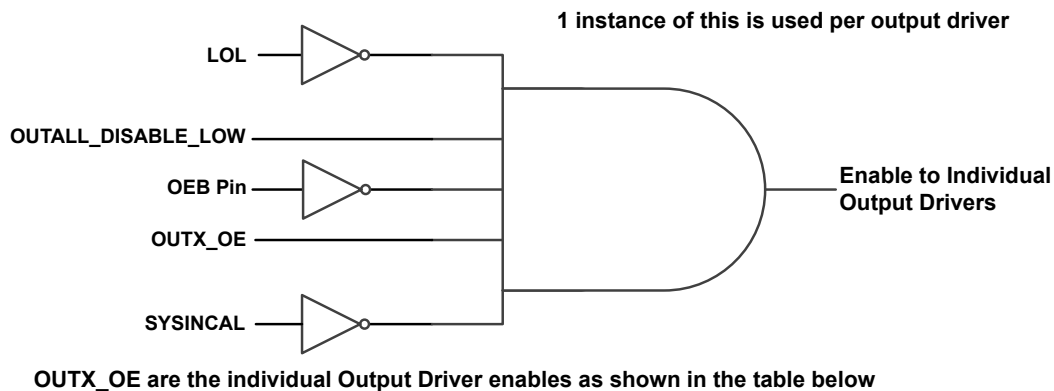 1 instance of this is used per output driver
LOL
OUTALL_DISABLE_LOW
OEB Pin
OUTX_OE
SYSINCAL
Enable to Individual
Output Drivers
OUTX_OE are the individual Output Driver enables as shown in the table below